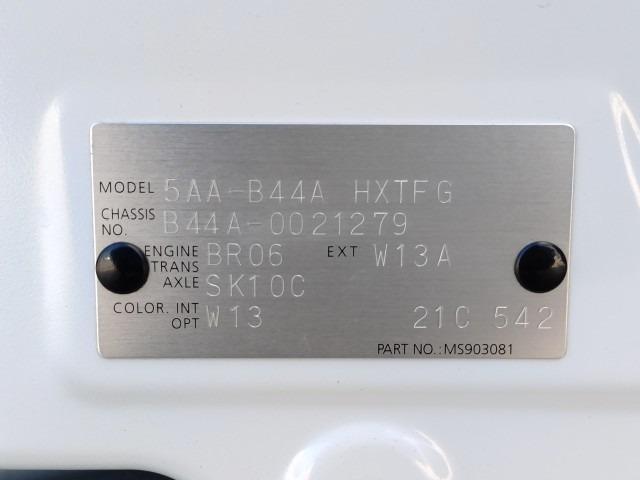 MODEL 5AA-B44A HXTFG
CHASSIS NO. B44A-0021279
ENGINE BR06 EXT W13A
TRANS AXLE SK10C
COLOR. INT W13
OPT 21C 542
PART NO.: MS903081